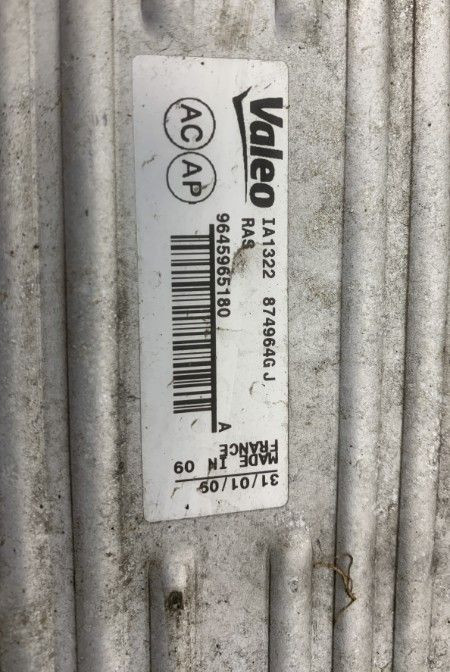 Valeo
AC AP
IA1322 874964G J
RAS
9645965180 A
MADE IN 09
FRANCE
31/01/09